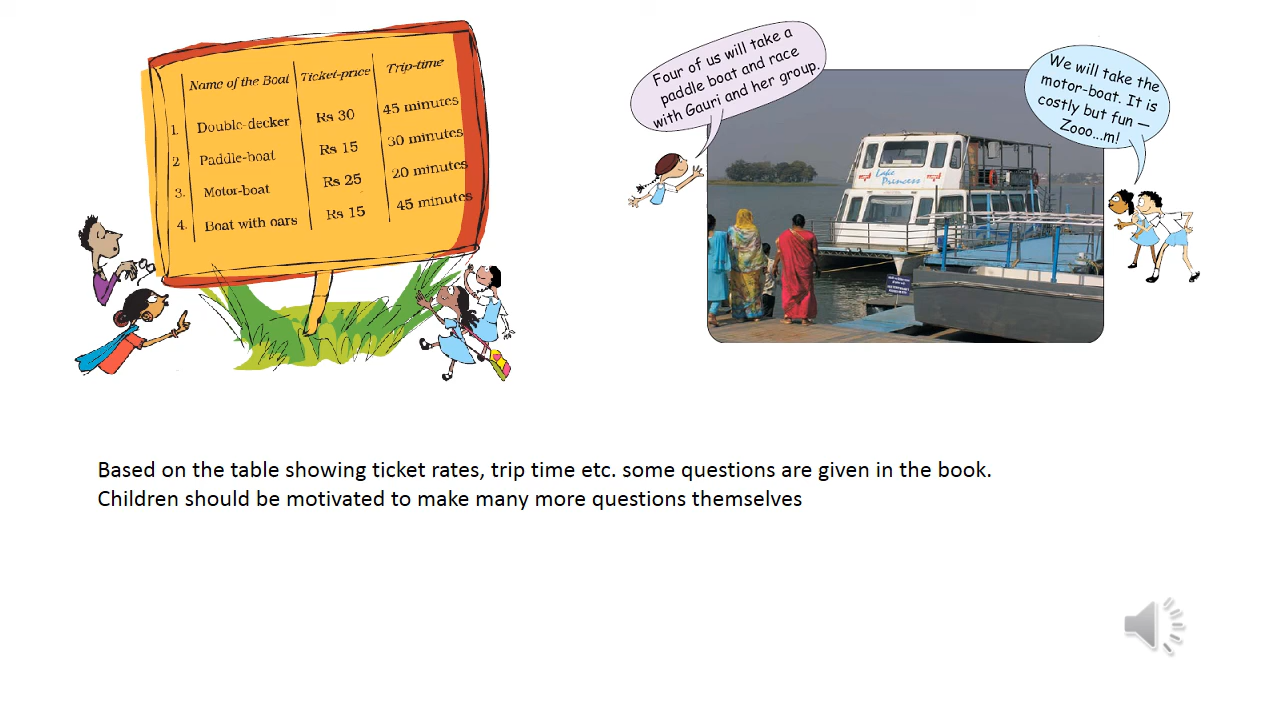 Name of the Boat Ticket-price Trip-time
1. Double-decker Rs 30 45 minutes
2 Paddle-boat Rs 15 30 minutes
3. Motor-boat Rs 25 20 minutes
4. Boat with oars Rs 15 45 minutes
Four of us will take a
paddle boat and race
with Gauri and her group.
We will take the
motor-boat. It is
costly but fun —
Zooo...m!
Lake
Princess
Based on the table showing ticket rates, trip time etc. some questions are given in the book.
Children should be motivated to make many more questions themselves